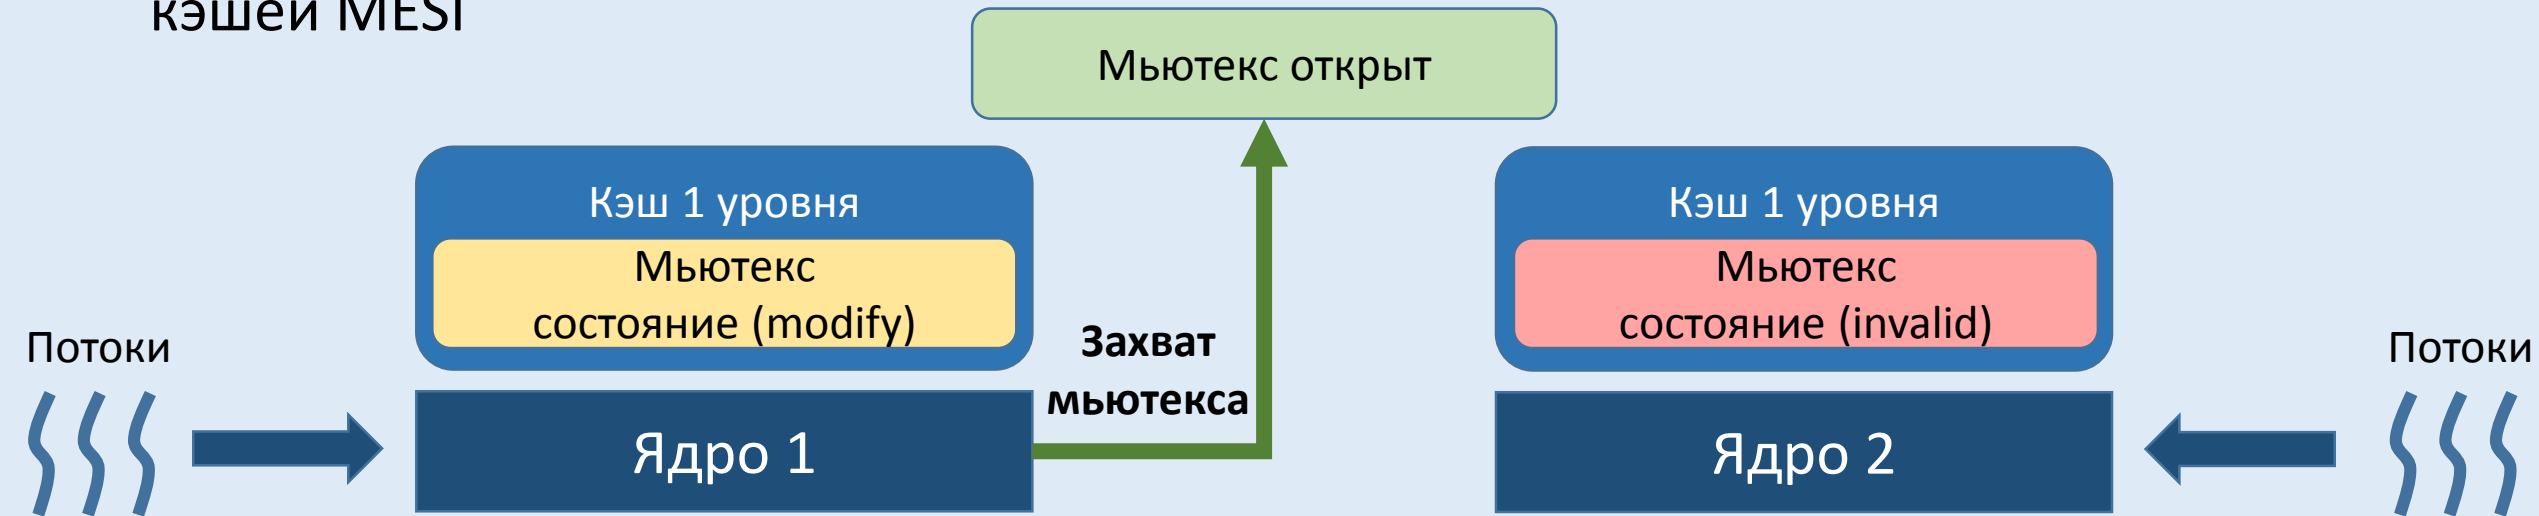 кэшей MESI
Мьютекс открыт
Кэш 1 уровня
Мьютекс
состояние (modify)
Кэш 1 уровня
Мьютекс
состояние (invalid)
Потоки
Захват
мьютекса
Потоки
Ядро 1
Ядро 2